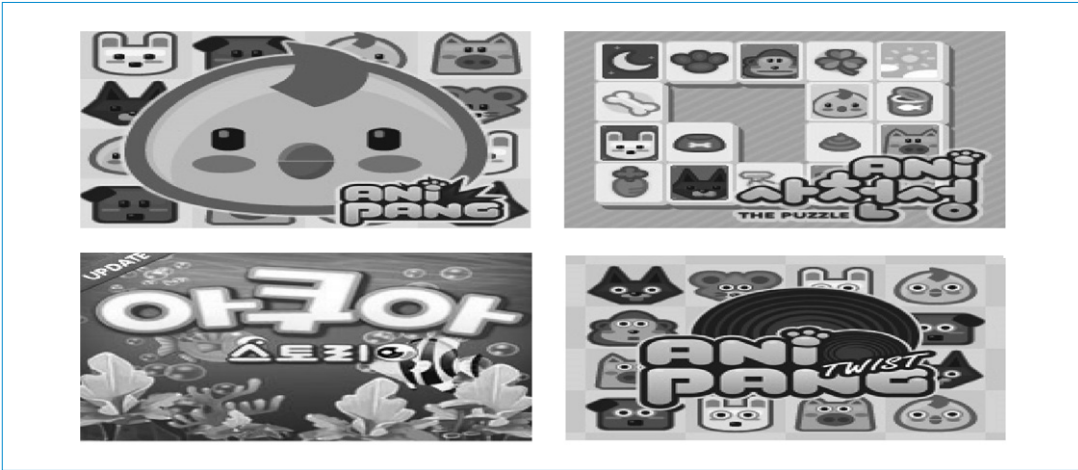 ANi
PANG
ANi
사천성
THE PUZZLE
UPDATE
아쿠아
스토리
ANi
PANG
TWIST